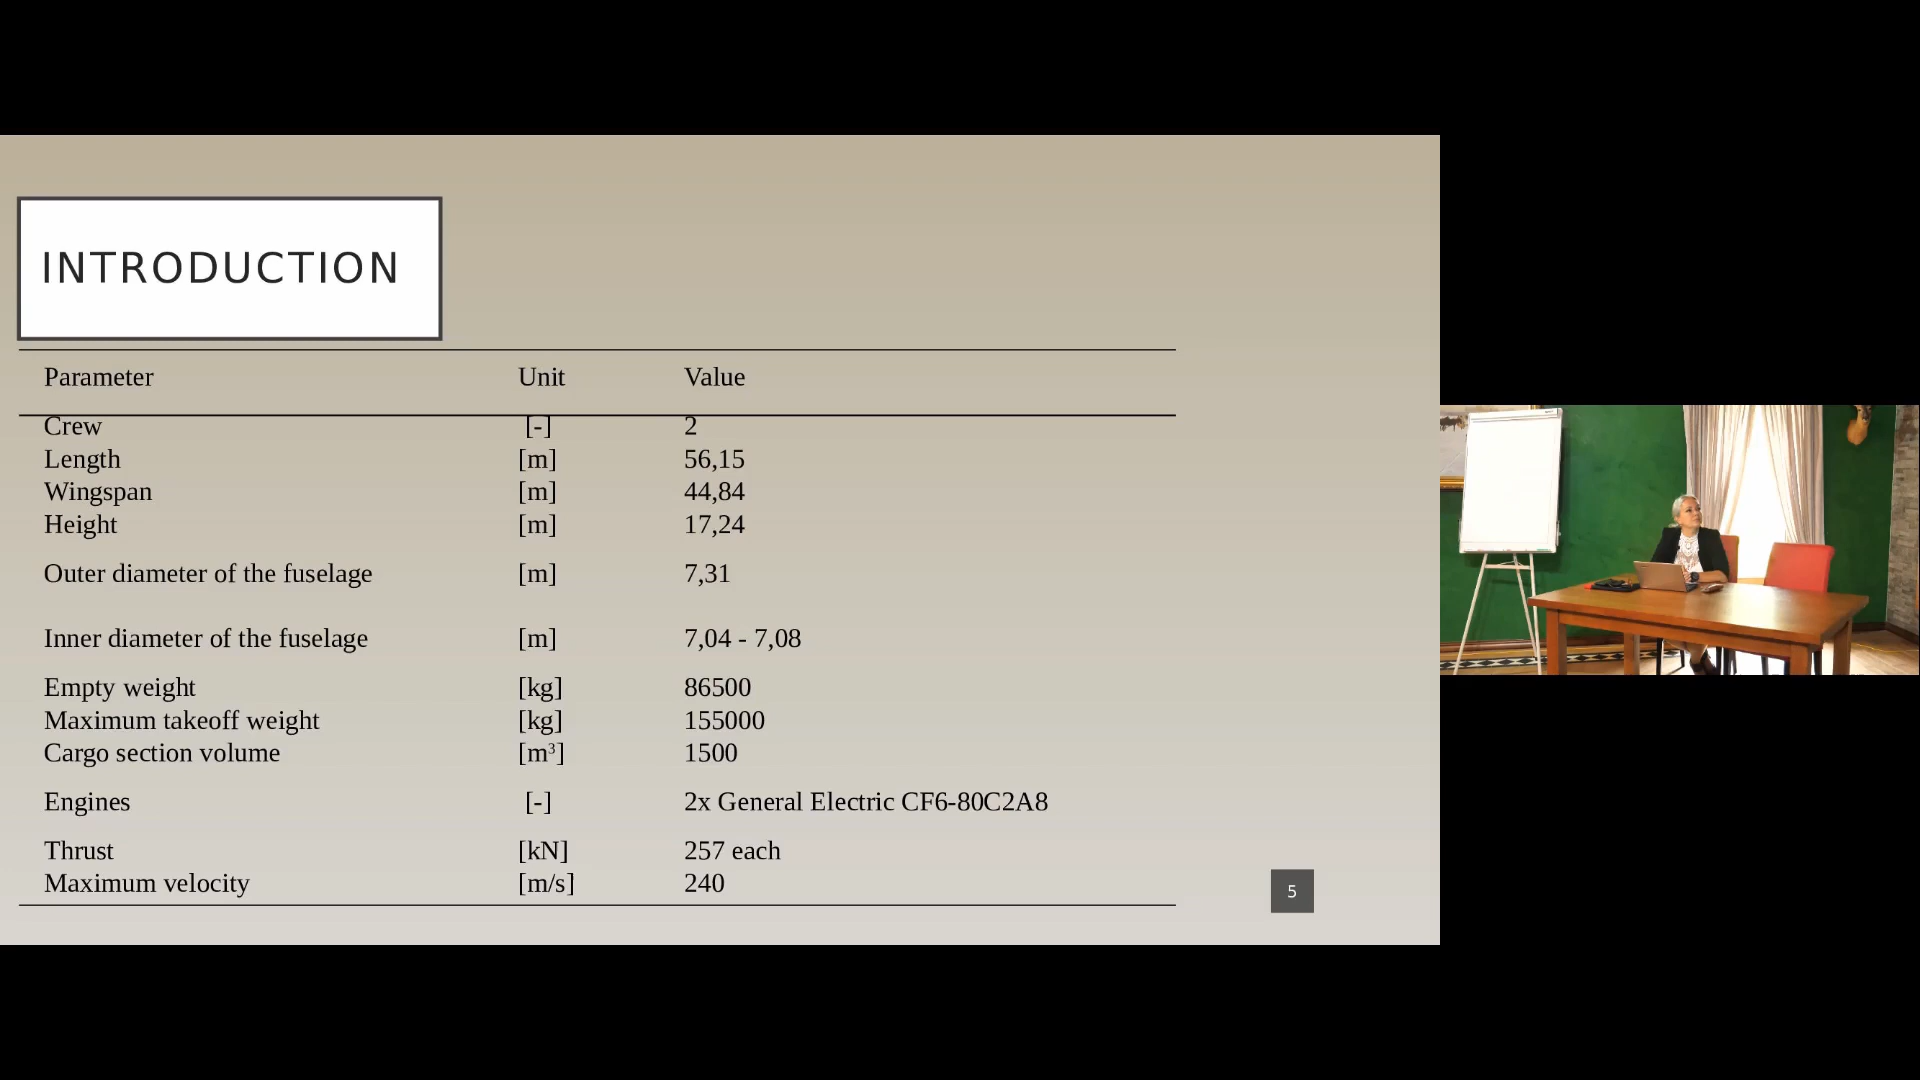 INTRODUCTION
Parameter Unit Value
Crew [-] 2
Length [m] 56,15
Wingspan [m] 44,84
Height [m] 17,24
Outer diameter of the fuselage [m] 7,31
Inner diameter of the fuselage [m] 7,04 - 7,08
Empty weight [kg] 86500
Maximum takeoff weight [kg] 155000
Cargo section volume [m³] 1500
Engines [-] 2x General Electric CF6-80C2A8
Thrust [kN] 257 each
Maximum velocity [m/s] 240
5